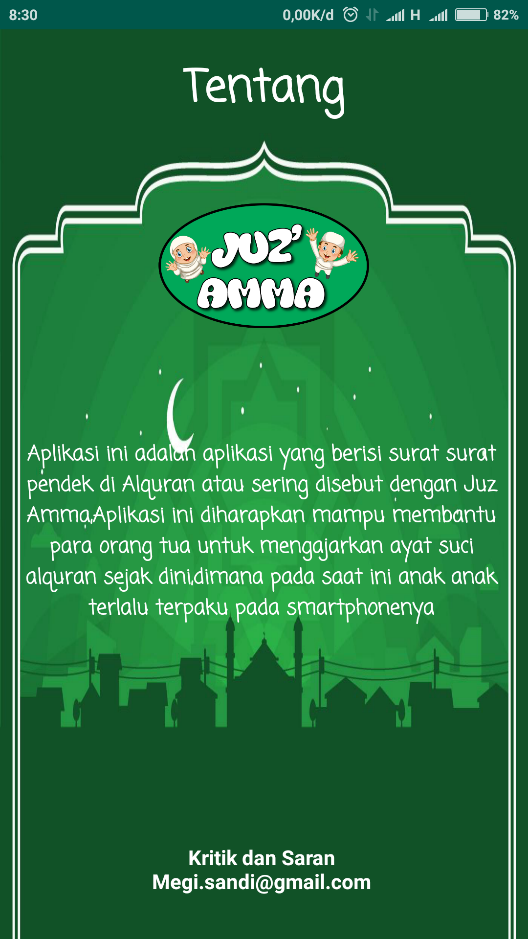 8:30 0,00K/d H 82%
Tentang
JUZ'
AMMA
Aplikasi ini adalah aplikasi yang berisi surat surat
pendek di Alquran atau sering disebut dengan Juz
Amma,Aplikasi ini diharapkan mampu membantu
para orang tua untuk mengajarkan ayat suci
alquran sejak dini,dimana pada saat ini anak anak
terlalu terpaku pada smartphonenya
Kritik dan Saran
Megi.sandi@gmail.com